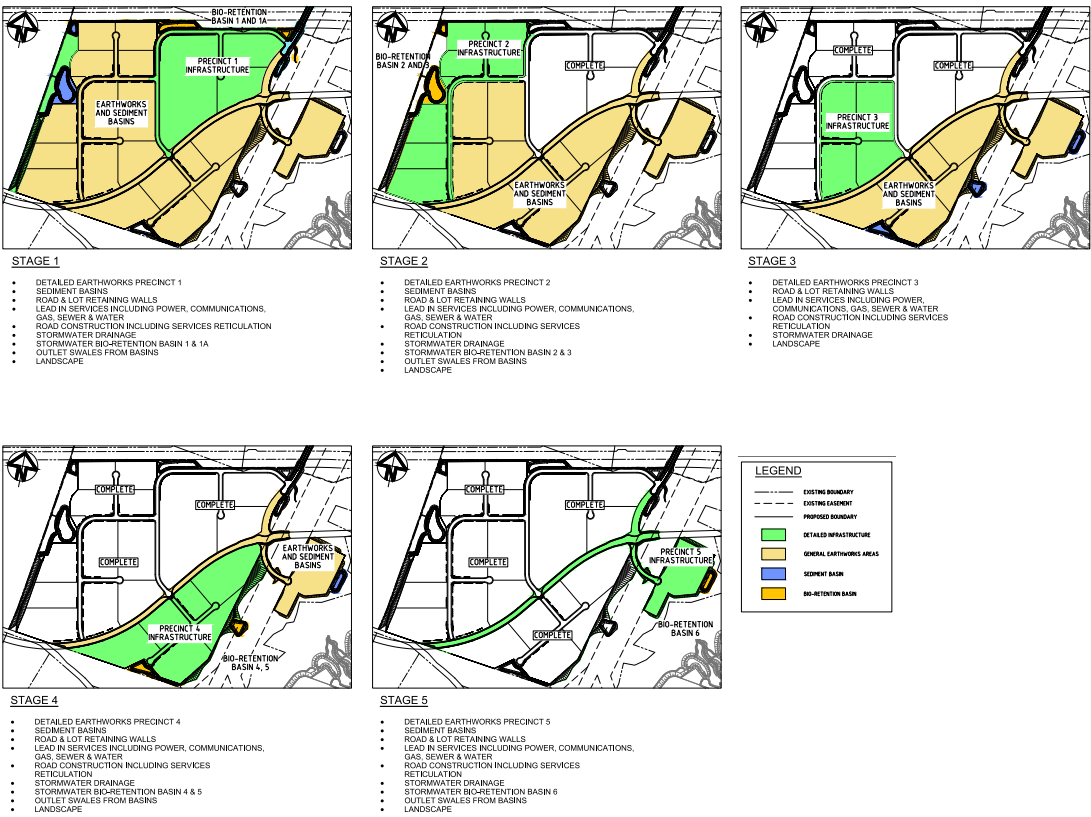 BIO-RETENTION
BASIN 1 AND 1A
PRECINCT 1
INFRASTRUCTURE
EARTHWORKS
AND SEDIMENT
BASINS
N
STAGE 1
• DETAILED EARTHWORKS PRECINCT 1
• SEDIMENT BASINS
• ROAD & LOT RETAINING WALLS
• LEAD IN SERVICES INCLUDING POWER, COMMUNICATIONS,
GAS, SEWER & WATER
• ROAD CONSTRUCTION INCLUDING SERVICES RETICULATION
• STORMWATER DRAINAGE
• STORMWATER BIO-RETENTION BASIN 1 & 1A
• OUTLET SWALES FROM BASINS
• LANDSCAPE
N
BIO-RETENTION
BASIN 2 AND 3
PRECINCT 2
INFRASTRUCTURE
COMPLETE
EARTHWORKS
AND SEDIMENT
BASINS
STAGE 2
• DETAILED EARTHWORKS PRECINCT 2
• SEDIMENT BASINS
• ROAD & LOT RETAINING WALLS
• LEAD IN SERVICES INCLUDING POWER, COMMUNICATIONS,
GAS, SEWER & WATER
• ROAD CONSTRUCTION INCLUDING SERVICES
RETICULATION
• STORMWATER DRAINAGE
• STORMWATER BIO-RETENTION BASIN 2 & 3
• OUTLET SWALES FROM BASINS
• LANDSCAPE
N
COMPLETE
COMPLETE
PRECINCT 3
INFRASTRUCTURE
EARTHWORKS
AND SEDIMENT
BASINS
STAGE 3
• DETAILED EARTHWORKS PRECINCT 3
• ROAD & LOT RETAINING WALLS
• LEAD IN SERVICES INCLUDING POWER,
COMMUNICATIONS, GAS, SEWER & WATER
• ROAD CONSTRUCTION INCLUDING SERVICES
RETICULATION
• STORMWATER DRAINAGE
• LANDSCAPE
N
COMPLETE
COMPLETE
COMPLETE
EARTHWORKS
AND SEDIMENT
BASINS
PRECINCT 4
INFRASTRUCTURE
BIO-RETENTION
BASIN 4, 5
STAGE 4
• DETAILED EARTHWORKS PRECINCT 4
• SEDIMENT BASINS
• ROAD & LOT RETAINING WALLS
• LEAD IN SERVICES INCLUDING POWER, COMMUNICATIONS,
GAS, SEWER & WATER
• ROAD CONSTRUCTION INCLUDING SERVICES
RETICULATION
• STORMWATER DRAINAGE
• STORMWATER BIO-RETENTION BASIN 4 & 5
• OUTLET SWALES FROM BASINS
• LANDSCAPE
N
COMPLETE
COMPLETE
COMPLETE
PRECINCT 5
INFRASTRUCTURE
BIO-RETENTION
BASIN 6
COMPLETE
STAGE 5
• DETAILED EARTHWORKS PRECINCT 5
• SEDIMENT BASINS
• ROAD & LOT RETAINING WALLS
• LEAD IN SERVICES INCLUDING POWER, COMMUNICATIONS,
GAS, SEWER & WATER
• ROAD CONSTRUCTION INCLUDING SERVICES
RETICULATION
• STORMWATER DRAINAGE
• STORMWATER BIO-RETENTION BASIN 6
• OUTLET SWALES FROM BASINS
• LANDSCAPE
LEGEND
EXISTING BOUNDARY
EXISTING EASEMENT
PROPOSED BOUNDARY
DETAILED INFRASTRUCTURE
GENERAL EARTHWORKS AREAS
SEDIMENT BASIN
BIO-RETENTION BASIN